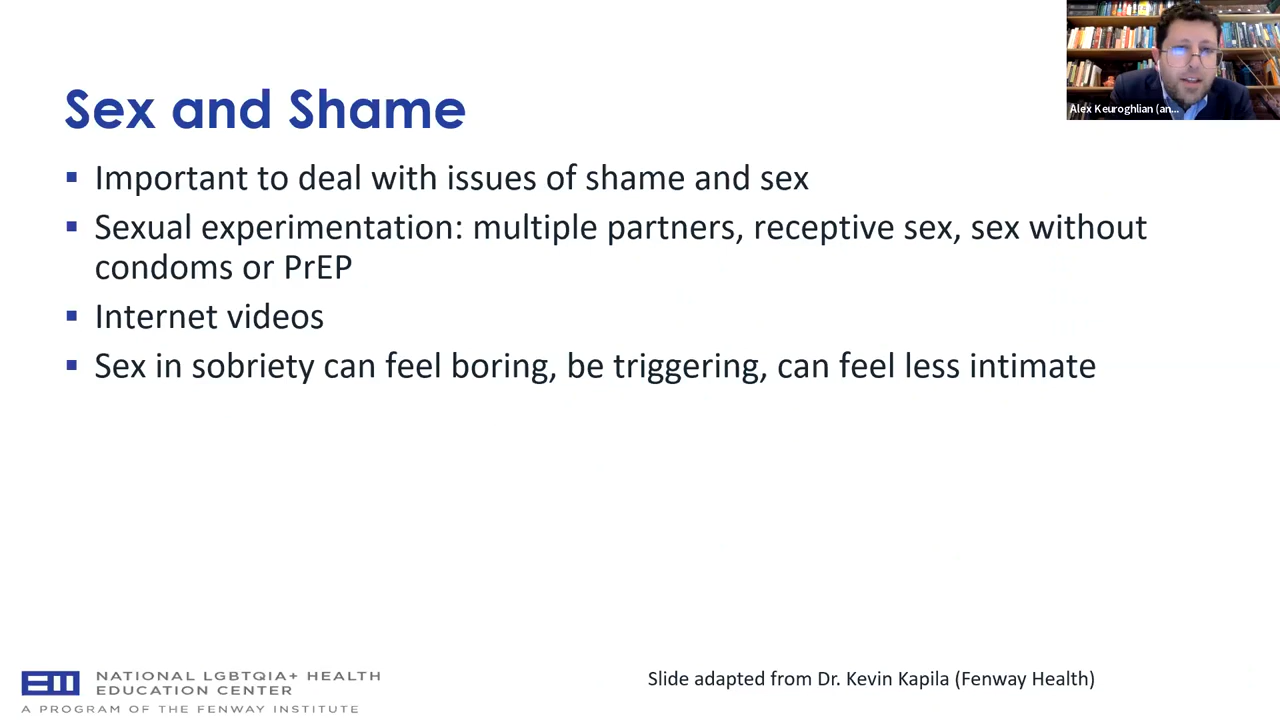 Alex Keuroghlian (an...
Sex and Shame
▪ Important to deal with issues of shame and sex
▪ Sexual experimentation: multiple partners, receptive sex, sex without
condoms or PrEP
▪ Internet videos
▪ Sex in sobriety can feel boring, be triggering, can feel less intimate
NATIONAL LGBTQIA+ HEALTH
EDUCATION CENTER
A PROGRAM OF THE FENWAY INSTITUTE
Slide adapted from Dr. Kevin Kapila (Fenway Health)